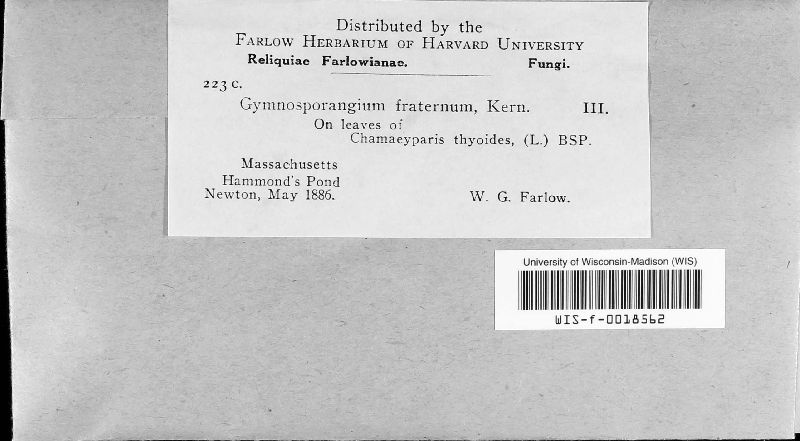 Distributed by the
FARLOW HERBARIUM OF HARVARD UNIVERSITY
Reliquiae Farlowianae. Fungi.
223 c.
Gymnosporangium fraternum, Kern. III.
On leaves of
Chamaeyparis thyoides, (L.) BSP.
Massachusetts
Hammond's Pond
Newton, May 1886. W. G. Farlow.
University of Wisconsin-Madison (WIS)
WIS-f-0018562